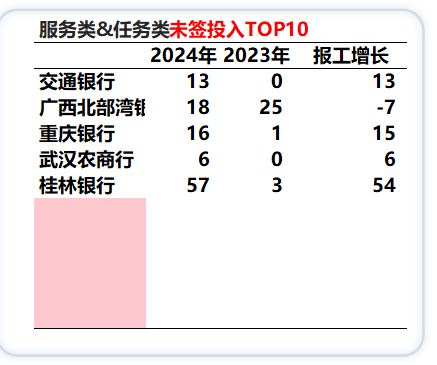 服务类&任务类未签投入TOP10
2024年 2023年 报工增长
交通银行 13 0 13
广西北部湾银 18 25 -7
重庆银行 16 1 15
武汉农商行 6 0 6
桂林银行 57 3 54